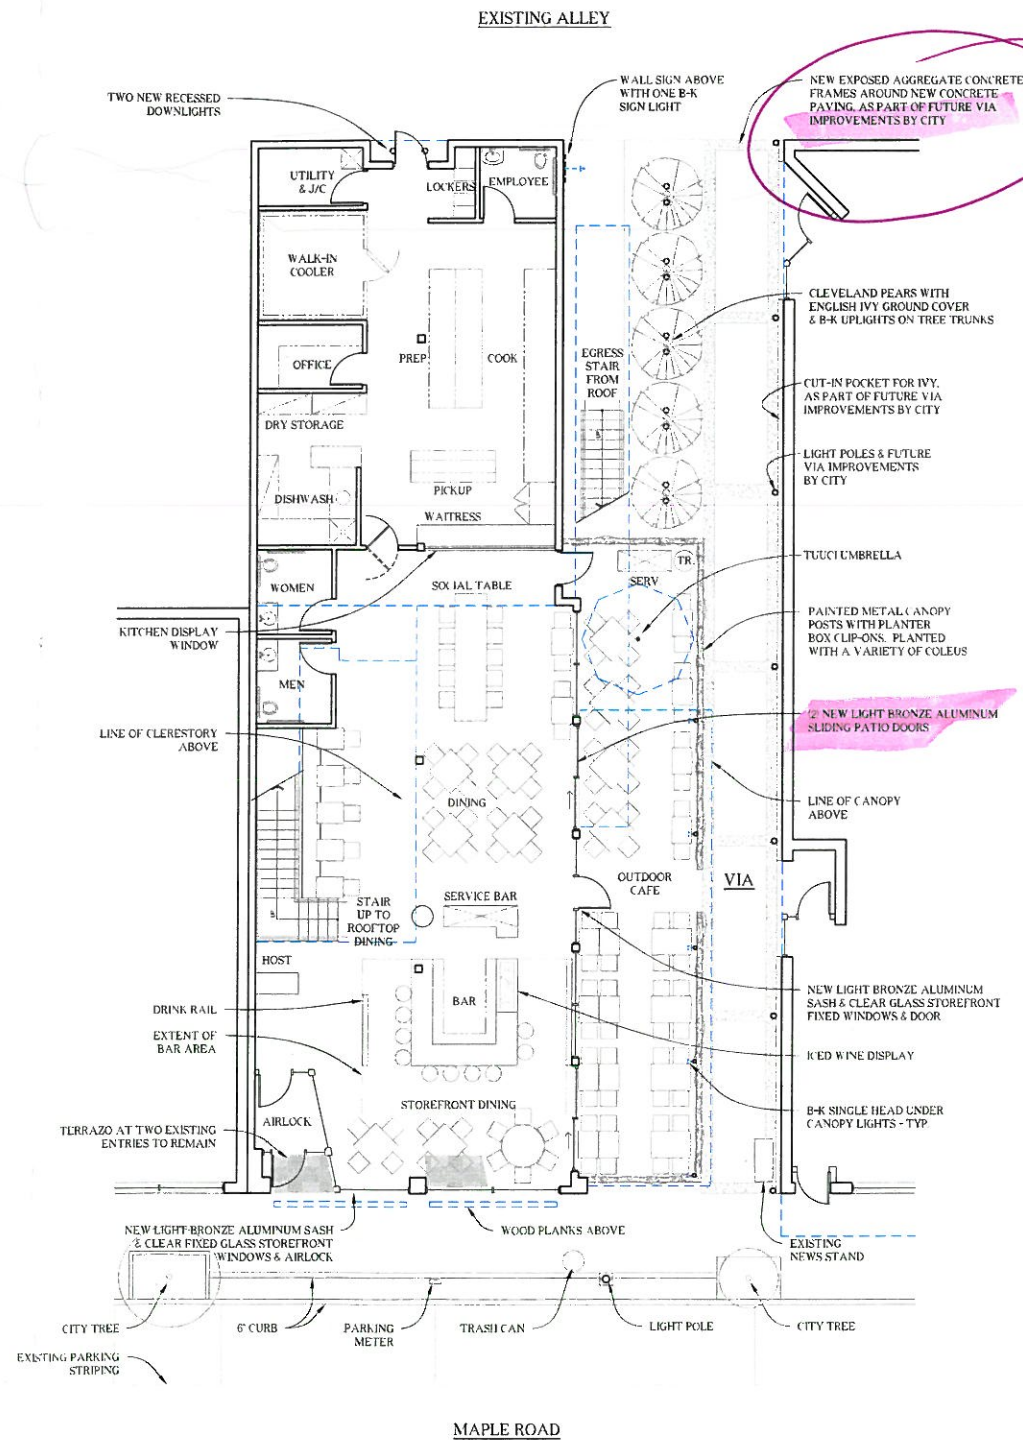 EXISTING ALLEY
TWO NEW RECESSED
DOWNLIGHTS
WALL SIGN ABOVE
WITH ONE B-K
SIGN LIGHT
NEW EXPOSED AGGREGATE CONCRETE
FRAMES AROUND NEW CONCRETE
PAVING, AS PART OF FUTURE VIA
IMPROVEMENTS BY CITY
UTILITY
& J/C
LOCKERS
EMPLOYEE
WALK-IN
COOLER
CLEVELAND PEARS WITH
ENGLISH IVY GROUND COVER
& B-K UPLIGHTS ON TREE TRUNKS
OFFICE
PREP
COOK
EGRESS
STAIR
FROM
ROOF
CUT-IN POCKET FOR IVY,
AS PART OF FUTURE VIA
IMPROVEMENTS BY CITY
DRY STORAGE
LIGHT POLES & FUTURE
VIA IMPROVEMENTS
BY CITY
DISHWASH
PICKUP
WAITRESS
TUUCI UMBRELLA
WOMEN
SOCIAL TABLE
SERV
TR.
PAINTED METAL CANOPY
POSTS WITH PLANTER
BOX CLIP-ONS. PLANTED
WITH A VARIETY OF COLEUS
KITCHEN DISPLAY
WINDOW
MEN
(2) NEW LIGHT BRONZE ALUMINUM
SLIDING PATIO DOORS
LINE OF CLERESTORY
ABOVE
DINING
LINE OF CANOPY
ABOVE
OUTDOOR
CAFE
VIA
SERVICE BAR
STAIR
UP TO
ROOFTOP
DINING
HOST
NEW LIGHT BRONZE ALUMINUM
SASH & CLEAR GLASS STOREFRONT
FIXED WINDOWS & DOOR
DRINK RAIL
BAR
EXTENT OF
BAR AREA
ICED WINE DISPLAY
STOREFRONT DINING
B-K SINGLE HEAD UNDER
CANOPY LIGHTS - TYP.
AIRLOCK
TERRAZO AT TWO EXISTING
ENTRIES TO REMAIN
NEW LIGHT BRONZE ALUMINUM SASH
& CLEAR FIXED GLASS STOREFRONT
WINDOWS & AIRLOCK
WOOD PLANKS ABOVE
EXISTING
NEWS STAND
CITY TREE
6" CURB
PARKING
METER
TRASH CAN
LIGHT POLE
CITY TREE
EXISTING PARKING
STRIPING
MAPLE ROAD